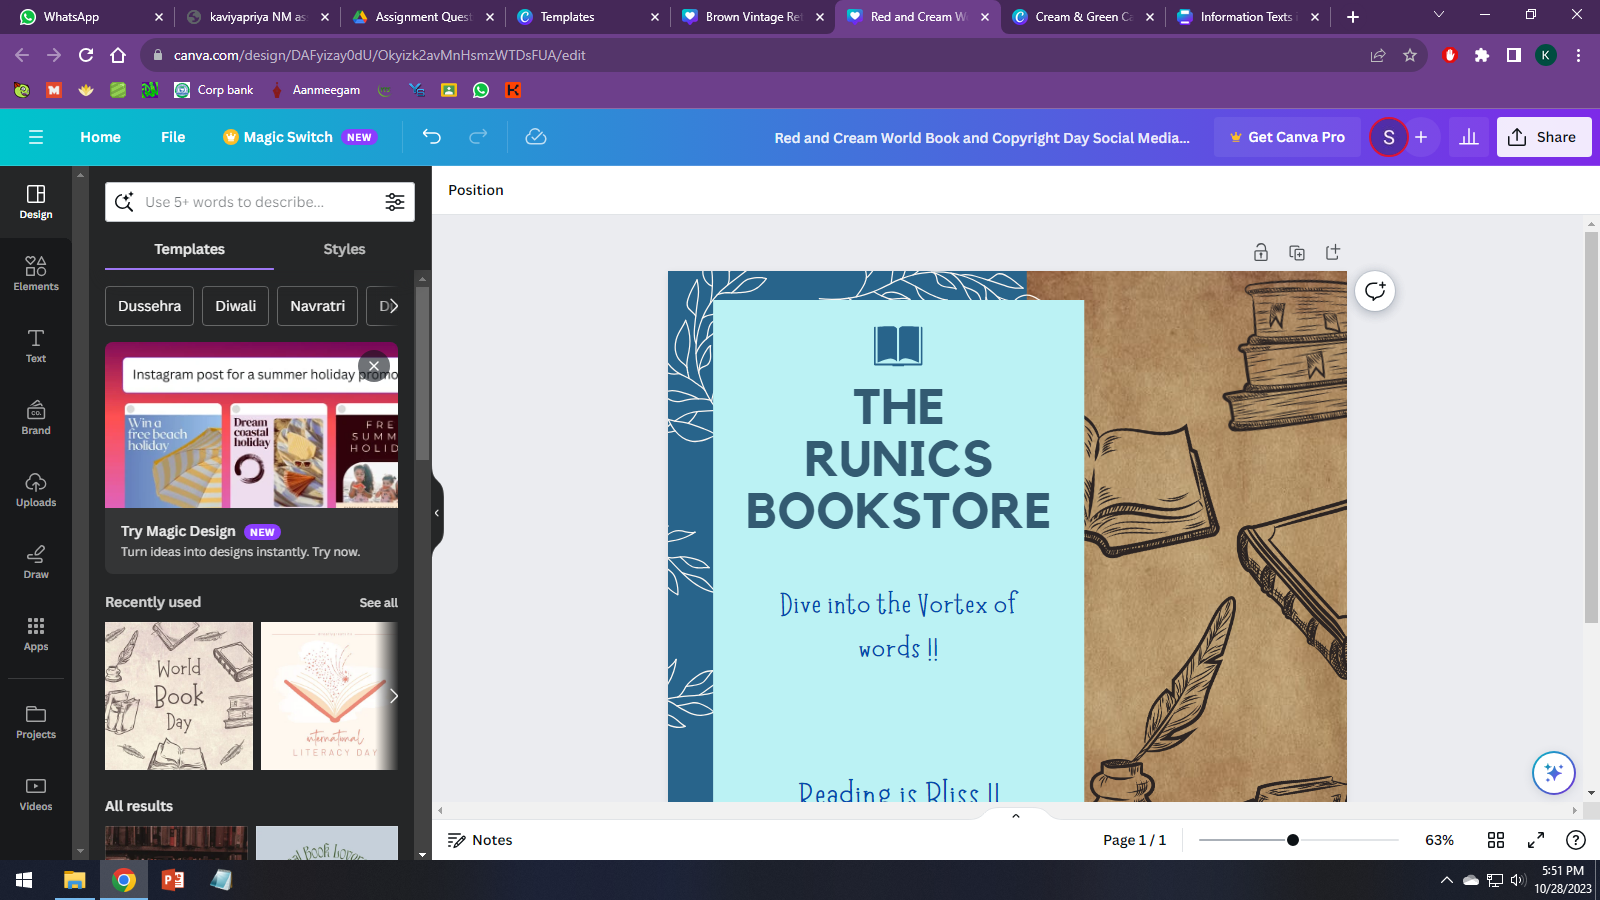 WhatsApp
kaviyapriya NM as
Assignment Quest
Templates
Brown Vintage Ret
Red and Cream W
Cream & Green Ca
Information Texts i
canva.com/design/DAFyizay0dU/Okyizk2avMnHsmzWTDsFUA/edit
K
Corp bank
Aanmeegam
Home
File
Magic Switch
NEW
Red and Cream World Book and Copyright Day Social Media...
Get Canva Pro
S
Share
Design
Elements
Text
Brand
Uploads
Draw
Apps
Projects
Videos
Use 5+ words to describe...
Templates
Styles
Dussehra
Diwali
Navratri
D
Instagram post for a summer holiday promo
Win a
free beach
holiday
Dream
coastal
holiday
FRE
SUMM
HOLID
Try Magic Design
NEW
Turn ideas into designs instantly. Try now.
Recently used
See all
World
Book
Day
international
LITERACY DAY
All results
Position
THE
RUNICS
BOOKSTORE
Dive into the Vortex of
words !!
Reading is Bliss !!
Notes
Page 1 / 1
63%
5:51 PM
10/28/2023